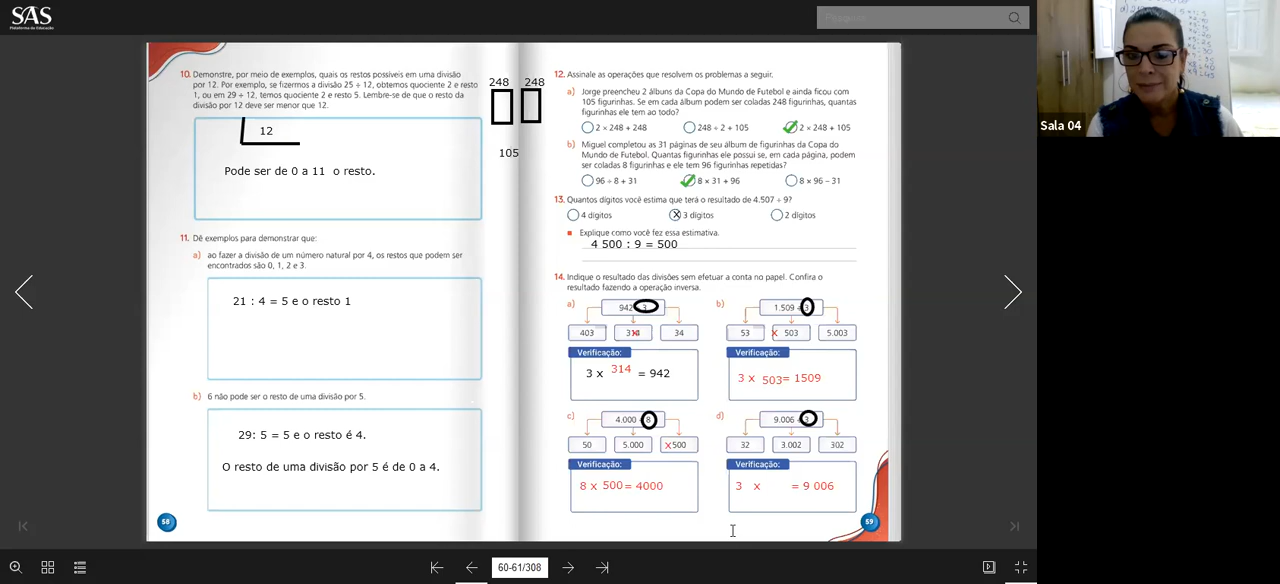 SAS
Plataforma de Educação
Pesquisar
Sala 04
10. Demonstre, por meio de exemplos, quais os restos possíveis em uma divisão
por 12. Por exemplo, se fizermos a divisão 25 ÷ 12, obtemos quociente 2 e resto
1, ou em 29 ÷ 12, temos quociente 2 e resto 5. Lembre-se de que o resto da
divisão por 12 deve ser menor que 12.
12
Pode ser de 0 a 11 o resto.
11. Dê exemplos para demonstrar que:
a) ao fazer a divisão de um número natural por 4, os restos que podem ser
encontrados são 0, 1, 2 e 3.
21 : 4 = 5 e o resto 1
b) 6 não pode ser o resto de uma divisão por 5.
29: 5 = 5 e o resto é 4.
O resto de uma divisão por 5 é de 0 a 4.
58
248 248
105
12. Assinale as operações que resolvem os problemas a seguir.
a) Jorge preencheu 2 álbuns da Copa do Mundo de Futebol e ainda ficou com
105 figurinhas. Se em cada álbum podem ser coladas 248 figurinhas, quantas
figurinhas ele tem ao todo?
2 × 248 + 248 248 ÷ 2 + 105 2 × 248 + 105
b) Miguel completou as 31 páginas de seu álbum de figurinhas da Copa do
Mundo de Futebol. Quantas figurinhas ele possui se, em cada página, podem
ser coladas 8 figurinhas e ele tem 96 figurinhas repetidas?
96 ÷ 8 + 31 8 × 31 + 96 8 × 96 – 31
13. Quantos dígitos você estima que terá o resultado de 4.507 ÷ 9?
4 dígitos X 3 dígitos 2 dígitos
Explique como você fez essa estimativa.
4 500 : 9 = 500
14. Indique o resultado das divisões sem efetuar a conta no papel. Confira o
resultado fazendo a operação inversa.
a) 942 ÷ 3
403 314 34
Verificação:
3 x 314 = 942
b) 1.509 ÷ 3
53 x 503 5.003
Verificação:
3 x 503= 1509
c) 4.000 ÷ 8
50 5.000 x 500
Verificação:
8 x 500= 4000
d) 9.006 ÷ 3
32 3.002 302
Verificação:
3 x = 9 006
59
60-61/308